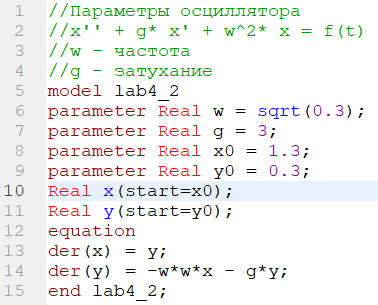 1 //Параметры осциллятора
2 //x'' + g* x' + w^2* x = f(t)
3 //w - частота
4 //g - затухание
5 model lab4_2
6 parameter Real w = sqrt(0.3);
7 parameter Real g = 3;
8 parameter Real x0 = 1.3;
9 parameter Real y0 = 0.3;
10 Real x(start=x0);
11 Real y(start=y0);
12 equation
13 der(x) = y;
14 der(y) = -w*w*x - g*y;
15 end lab4_2;